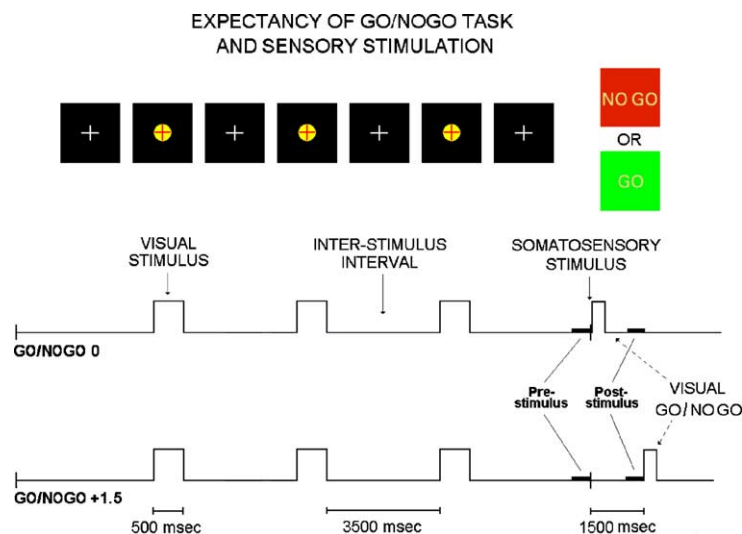 EXPECTANCY OF GO/NOGO TASK
AND SENSORY STIMULATION
NO GO
OR
GO
VISUAL
STIMULUS
INTER-STIMULUS
INTERVAL
SOMATOSENSORY
STIMULUS
GO/NOGO 0
Pre-
stimulus
Post-
stimulus
VISUAL
GO/NOGO
GO/NOGO +1.5
500 msec
3500 msec
1500 msec